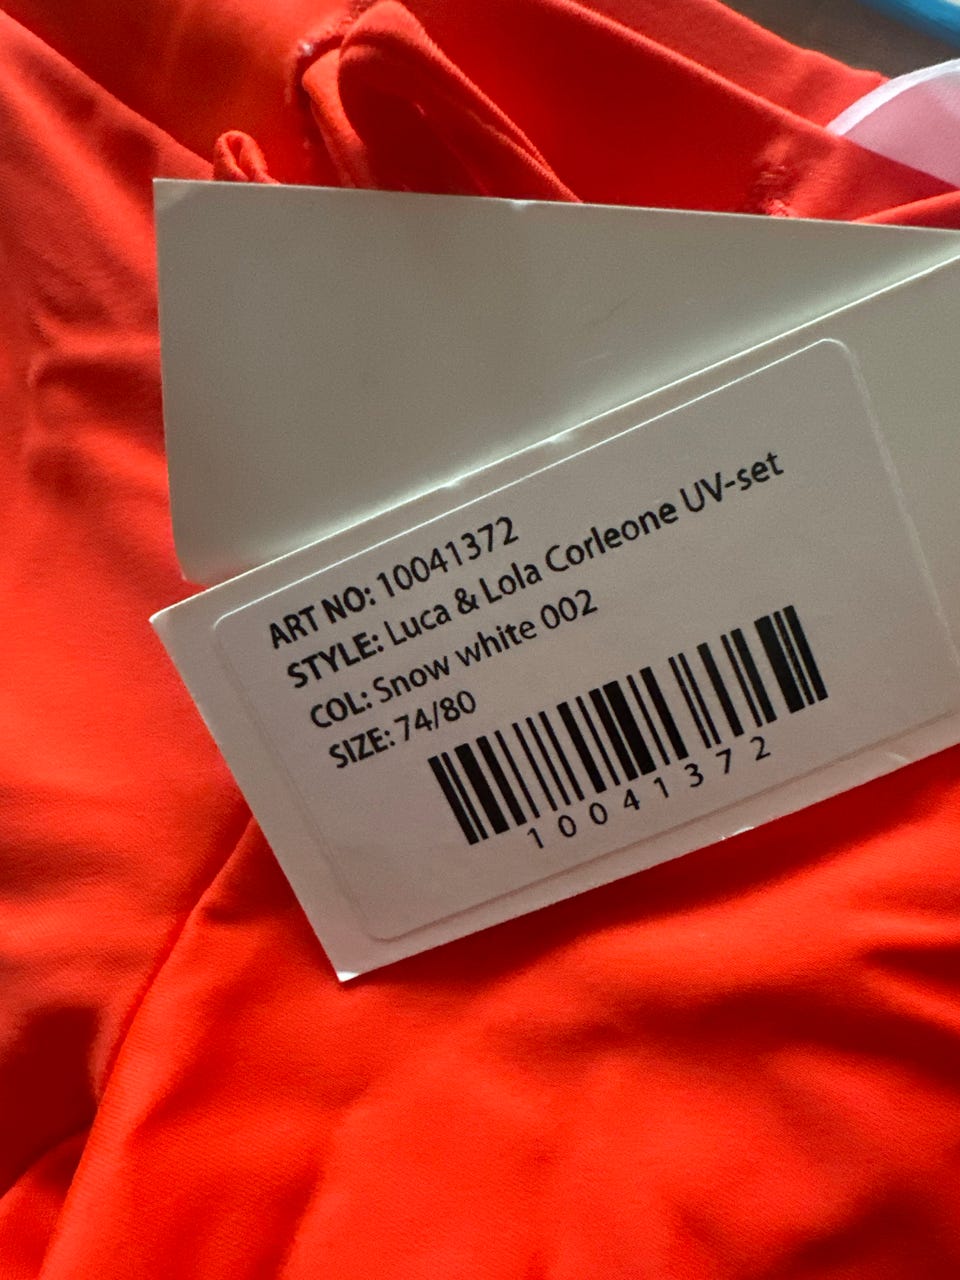 ART NO: 10041372
STYLE: Luca & Lola Corleone UV-set
COL: Snow white 002
SIZE: 74/80
10041372